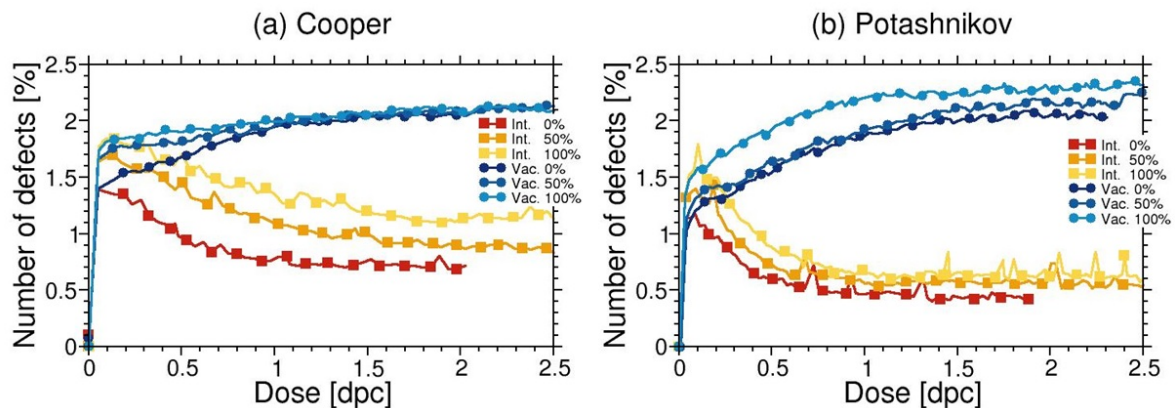 (a) Cooper
Number of defects [%]
2.5
2
1.5
1
0.5
0
0 0.5 1 1.5 2 2.5
Dose [dpc]
Int. 0%
Int. 50%
Int. 100%
Vac. 0%
Vac. 50%
Vac. 100%
(b) Potashnikov
Number of defects [%]
2.5
2
1.5
1
0.5
0
0 0.5 1 1.5 2 2.5
Dose [dpc]
Int. 0%
Int. 50%
Int. 100%
Vac. 0%
Vac. 50%
Vac. 100%